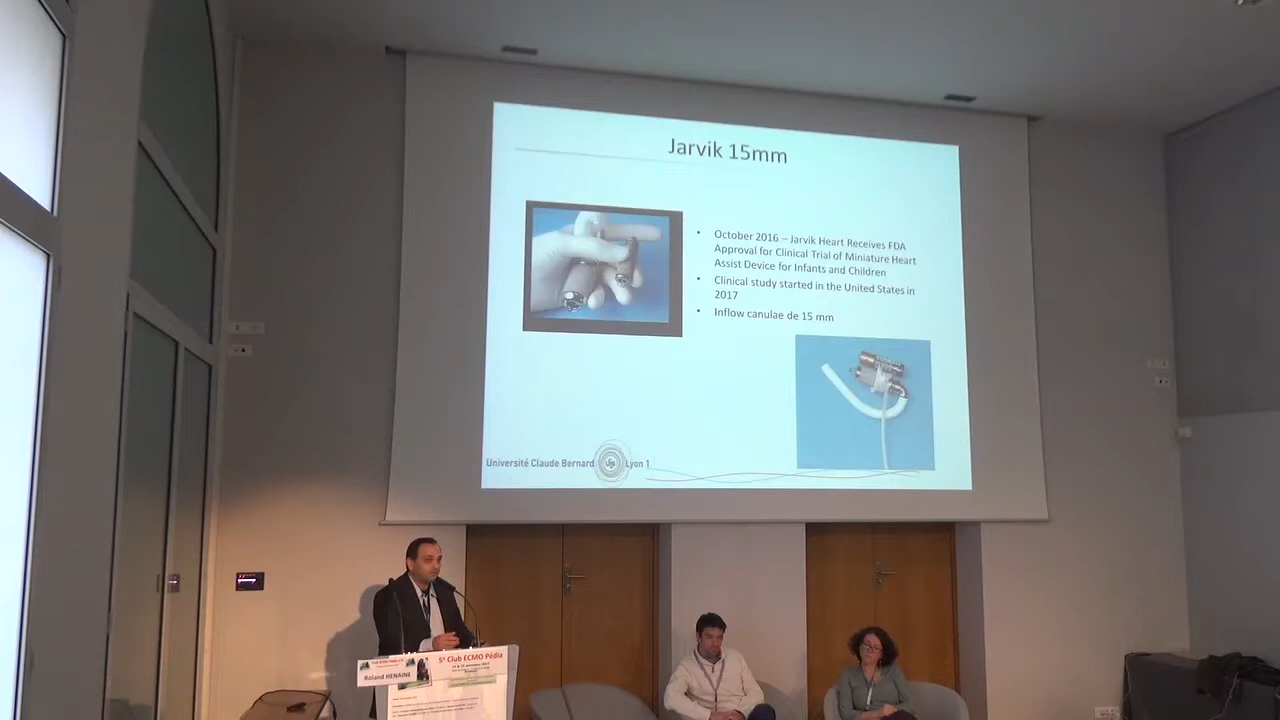 Jarvik 15mm
• October 2016 – Jarvik Heart Receives FDA
Approval for Clinical Trial of Miniature Heart
Assist Device for Infants and Children
• Clinical study started in the United States in
2017
• Inflow canulae de 15 mm
Université Claude Bernard Lyon 1
5e Club ECMO Pédia
Roland HENAINE